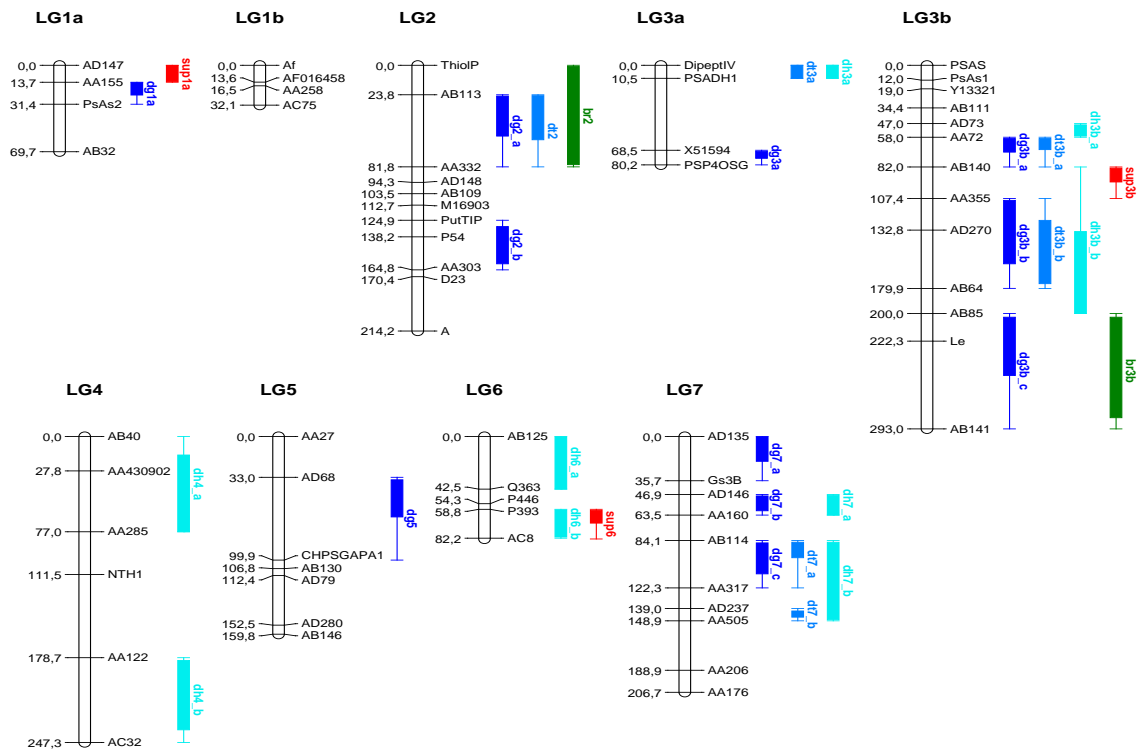 LG1a
0,0 AD147
13,7 AA155
31,4 PsAs2
69,7 AB32
dg1a
sup1a
LG1b
0,0 Af
13,6 AF016458
16,5 AA258
32,1 AC75
LG2
0,0 ThiolP
23,8 AB113
81,8 AA332
94,3 AD148
103,5 AB109
112,7 M16903
124,9 PutTIP
138,2 P54
164,8 AA303
170,4 D23
214,2 A
dg2_a
dg2_b
dt2
br2
LG3a
0,0 DipeptIV
10,5 PSADH1
68,5 X51594
80,2 PSP4OSG
dg3a
dt3a
dh3a
LG3b
0,0 PSAS
12,0 PsAs1
19,0 Y13321
34,4 AB111
47,0 AD73
58,0 AA72
82,0 AB140
107,4 AA355
132,8 AD270
179,9 AB64
200,0 AB85
222,3 Le
293,0 AB141
dg3b_a
dg3b_b
dg3b_c
dt3b_a
dt3b_b
dh3b_a
dh3b_b
sup3b
br3b
LG4
0,0 AB40
27,8 AA430902
77,0 AA285
111,5 NTH1
178,7 AA122
247,3 AC32
dh4_a
dh4_b
LG5
0,0 AA27
33,0 AD68
99,9 CHPSGAPA1
106,8 AB130
112,4 AD79
152,5 AD280
159,8 AB146
dg5
LG6
0,0 AB125
42,5 Q363
54,3 P446
58,8 P393
82,2 AC8
dh6_a
dh6_b
sup6
LG7
0,0 AD135
35,7 Gs3B
46,9 AD146
63,5 AA160
84,1 AB114
122,3 AA317
139,0 AD237
148,9 AA505
188,9 AA206
206,7 AA176
dg7_a
dg7_b
dg7_c
dt7_a
dt7_b
dh7_a
dh7_b